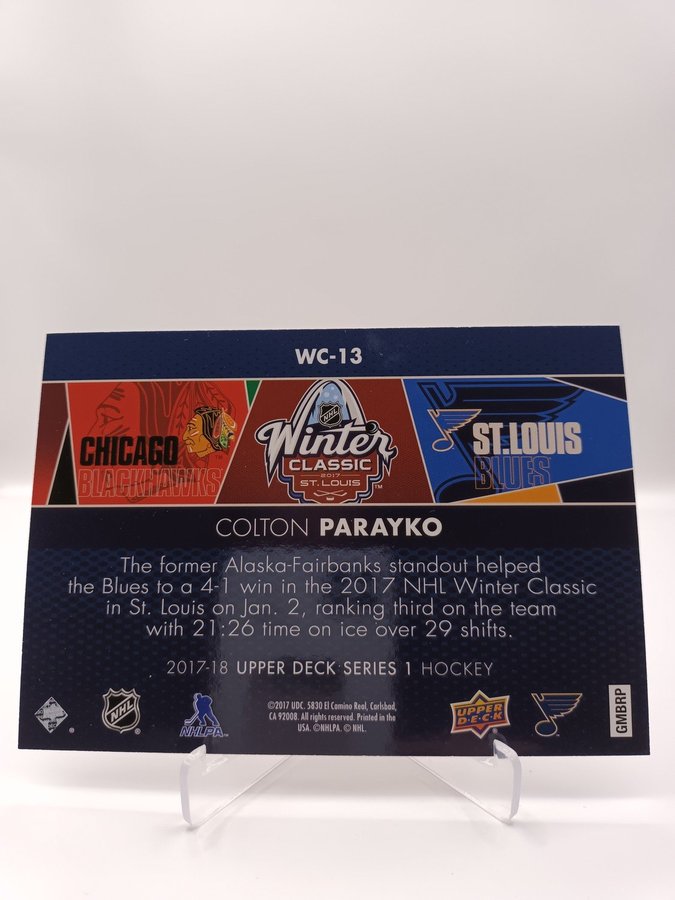 WC-13
CHICAGO
BLACKHAWKS
NHL
Winter
CLASSIC
2017
ST. LOUIS
TM
ST.LOUIS
BLUES
COLTON PARAYKO
The former Alaska-Fairbanks standout helped
the Blues to a 4-1 win in the 2017 NHL Winter Classic
in St. Louis on Jan. 2, ranking third on the team
with 21:26 time on ice over 29 shifts.
2017-18 UPPER DECK SERIES 1 HOCKEY
NHL
NHLPA
©2017 UDC. 5830 El Camino Real, Carlsbad,
CA 92008. All rights reserved. Printed in the
USA. ©NHLPA. © NHL.
UPPER
D·E·C·K
GMBRP